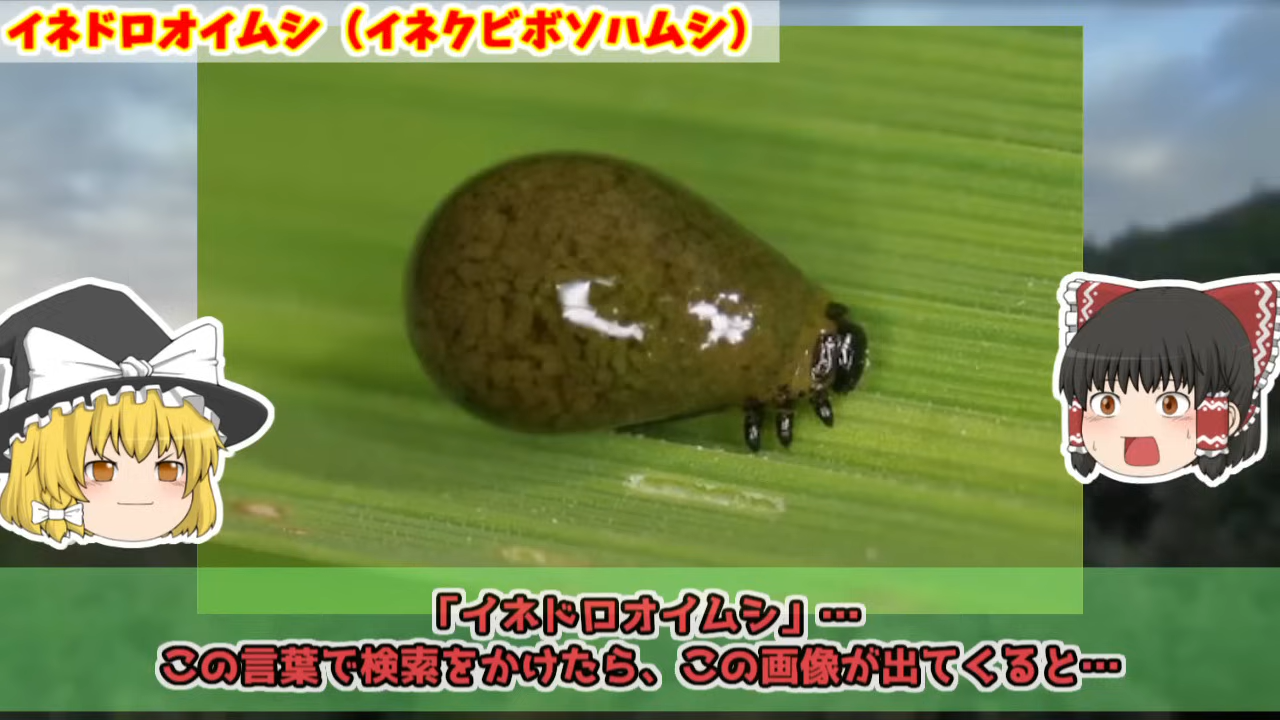 イネドロオイムシ（イネクビボソハムシ）
「イネドロオイムシ」…
この言葉で検索をかけたら、この画像が出てくると…